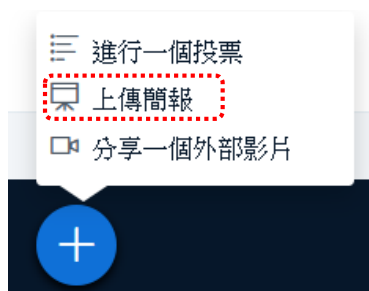 進行一個投票
上傳簡報
分享一個外部影片